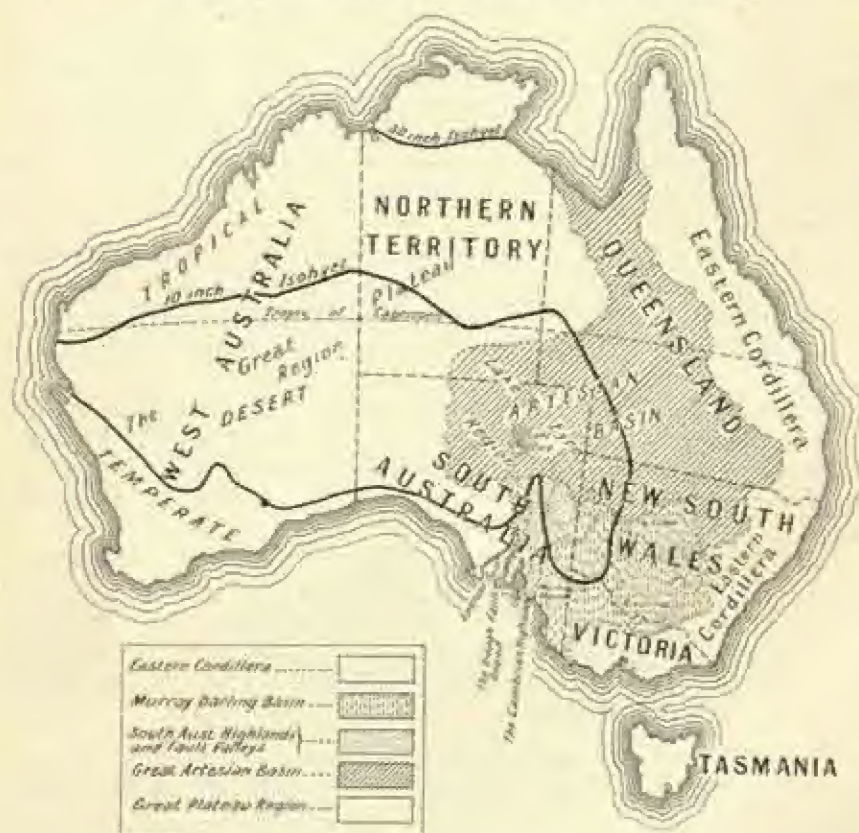 30 inch Isohyet
NORTHERN
TERRITORY
TROPICAL
WEST AUSTRALIA
10 inch Isohyet
Plateau
Tropic of Capricorn
The Great
Region
DESERT
TEMPERATE
QUEENSLAND
Eastern Cordillera
Lake
ARTESIAN
BASIN
SOUTH
AUSTRALIA
NEW SOUTH
WALES
Eastern
Cordillera
VICTORIA
TASMANIA
Eastern Cordillera
Murray Darling Basin
South Aust Highlands
and Fault Valleys
Great Artesian Basin
Great Plateau Region